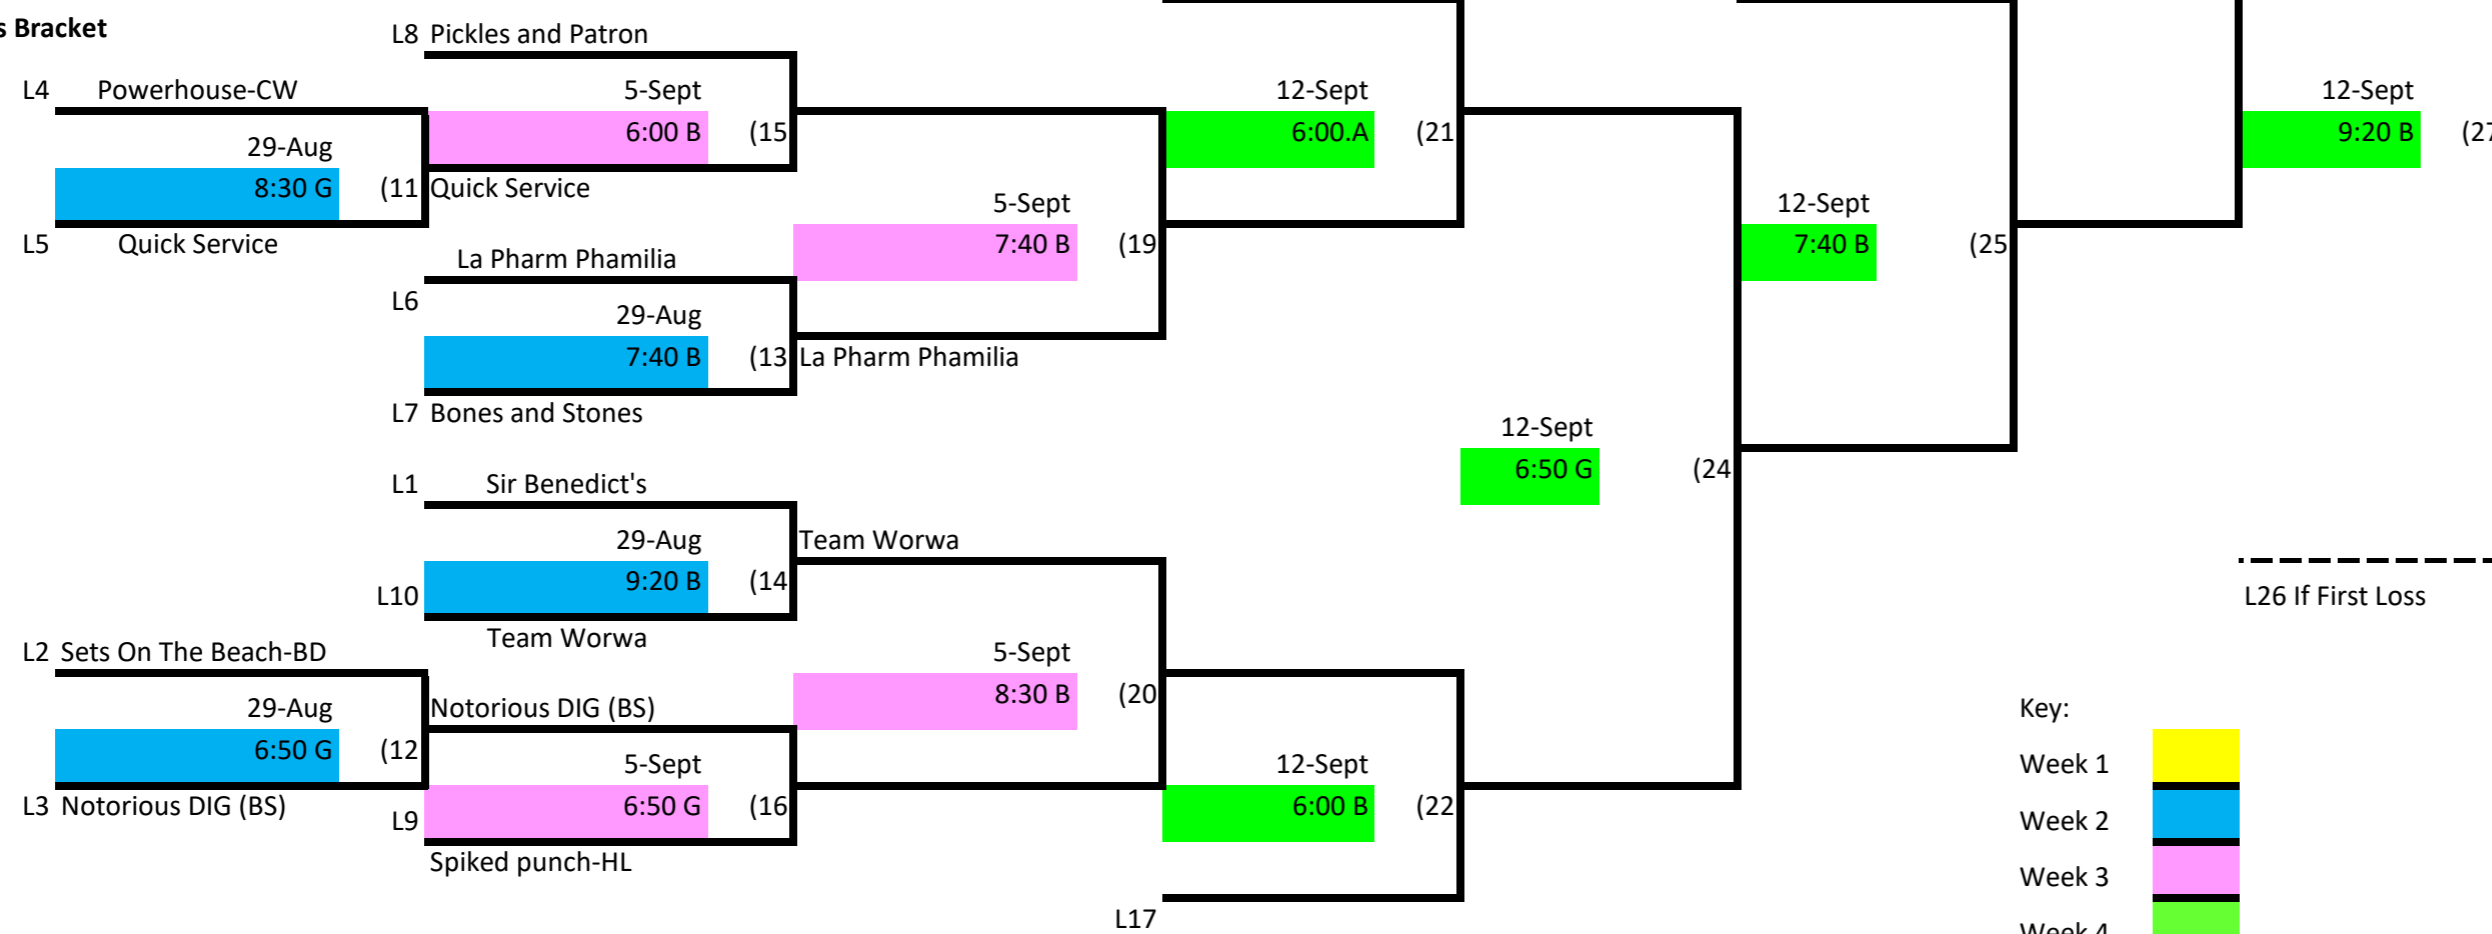 s Bracket
L8 Pickles and Patron
L4 Powerhouse-CW
5-Sept
12-Sept
12-Sept
6:00 B (15
6:00.A (21
9:20 B (27
29-Aug
8:30 G (11 Quick Service
5-Sept
12-Sept
L5 Quick Service
7:40 B (19
7:40 B (25
La Pharm Phamilia
L6
29-Aug
7:40 B (13 La Pharm Phamilia
L7 Bones and Stones
12-Sept
6:50 G (24
L1 Sir Benedict's
29-Aug
Team Worwa
9:20 B (14
L10
L26 If First Loss
Team Worwa
L2 Sets On The Beach-BD
5-Sept
8:30 B (20
29-Aug
Notorious DIG (BS)
Key:
6:50 G (12
5-Sept
12-Sept
Week 1
L3 Notorious DIG (BS)
6:50 G (16
6:00 B (22
L9
Week 2
Spiked punch-HL
Week 3
L17
Week 4